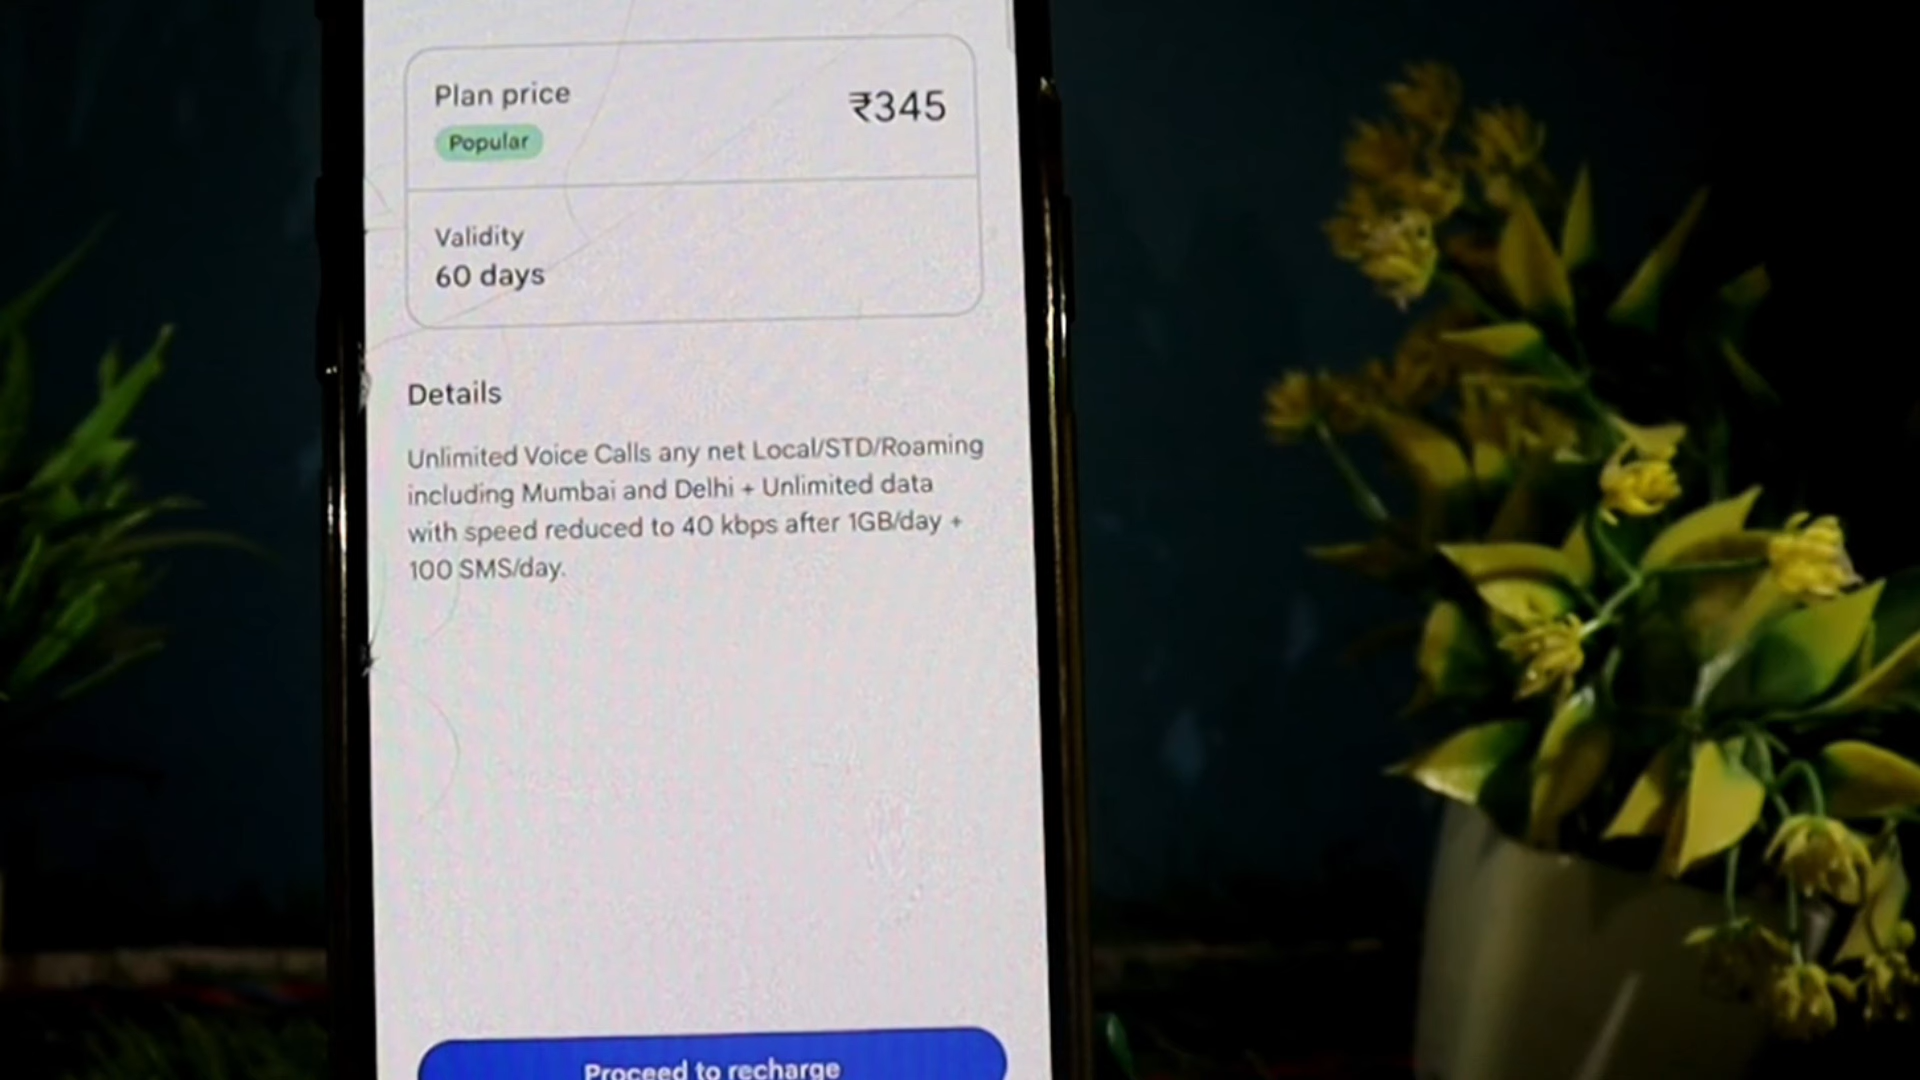 Plan price
₹345
Popular
Validity
60 days
Details
Unlimited Voice Calls any net Local/STD/Roaming
including Mumbai and Delhi + Unlimited data
with speed reduced to 40 kbps after 1GB/day +
100 SMS/day.
Proceed to recharge